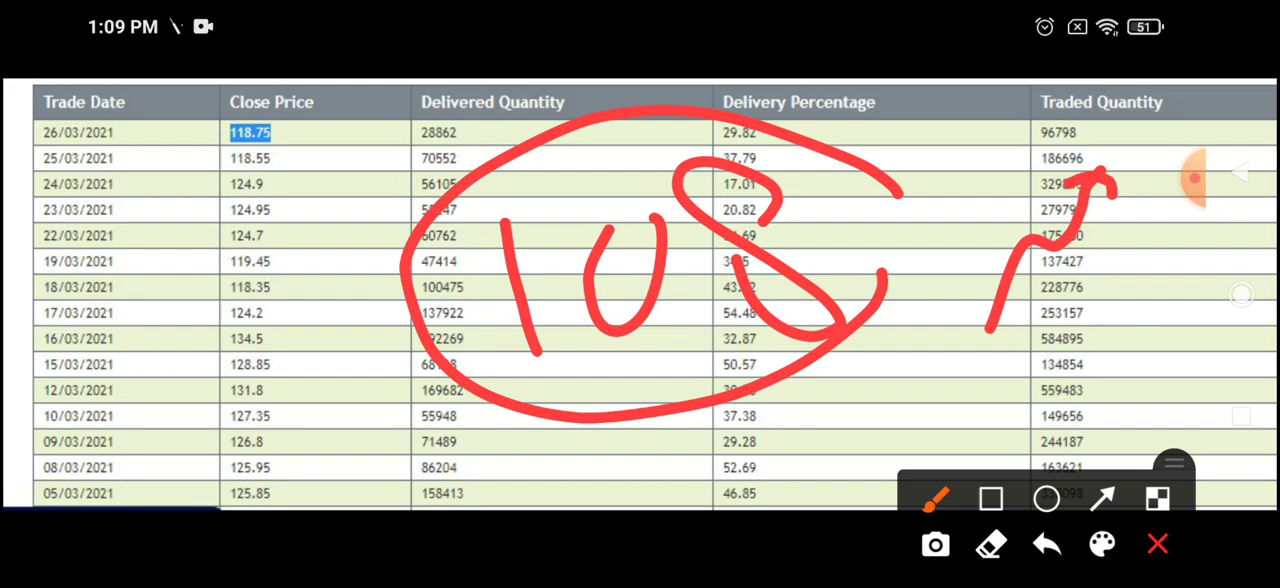 1:09 PM 51
Trade Date Close Price Delivered Quantity Delivery Percentage Traded Quantity
26/03/2021 118.75 28862 29.82 96798
25/03/2021 118.55 70552 37.79 186696
24/03/2021 124.9 56105 17.01
23/03/2021 124.95 20.82
22/03/2021 124.7 60762
19/03/2021 119.45 47414 137427
18/03/2021 118.35 100475 228776
17/03/2021 124.2 137922 54.48 253157
16/03/2021 134.5 32.87 584895
15/03/2021 128.85 50.57 134854
12/03/2021 131.8 169682 559483
10/03/2021 127.35 55948 37.38 149656
09/03/2021 126.8 71489 29.28 244187
08/03/2021 125.95 86204 52.69 163621
05/03/2021 125.85 158413 46.85
108